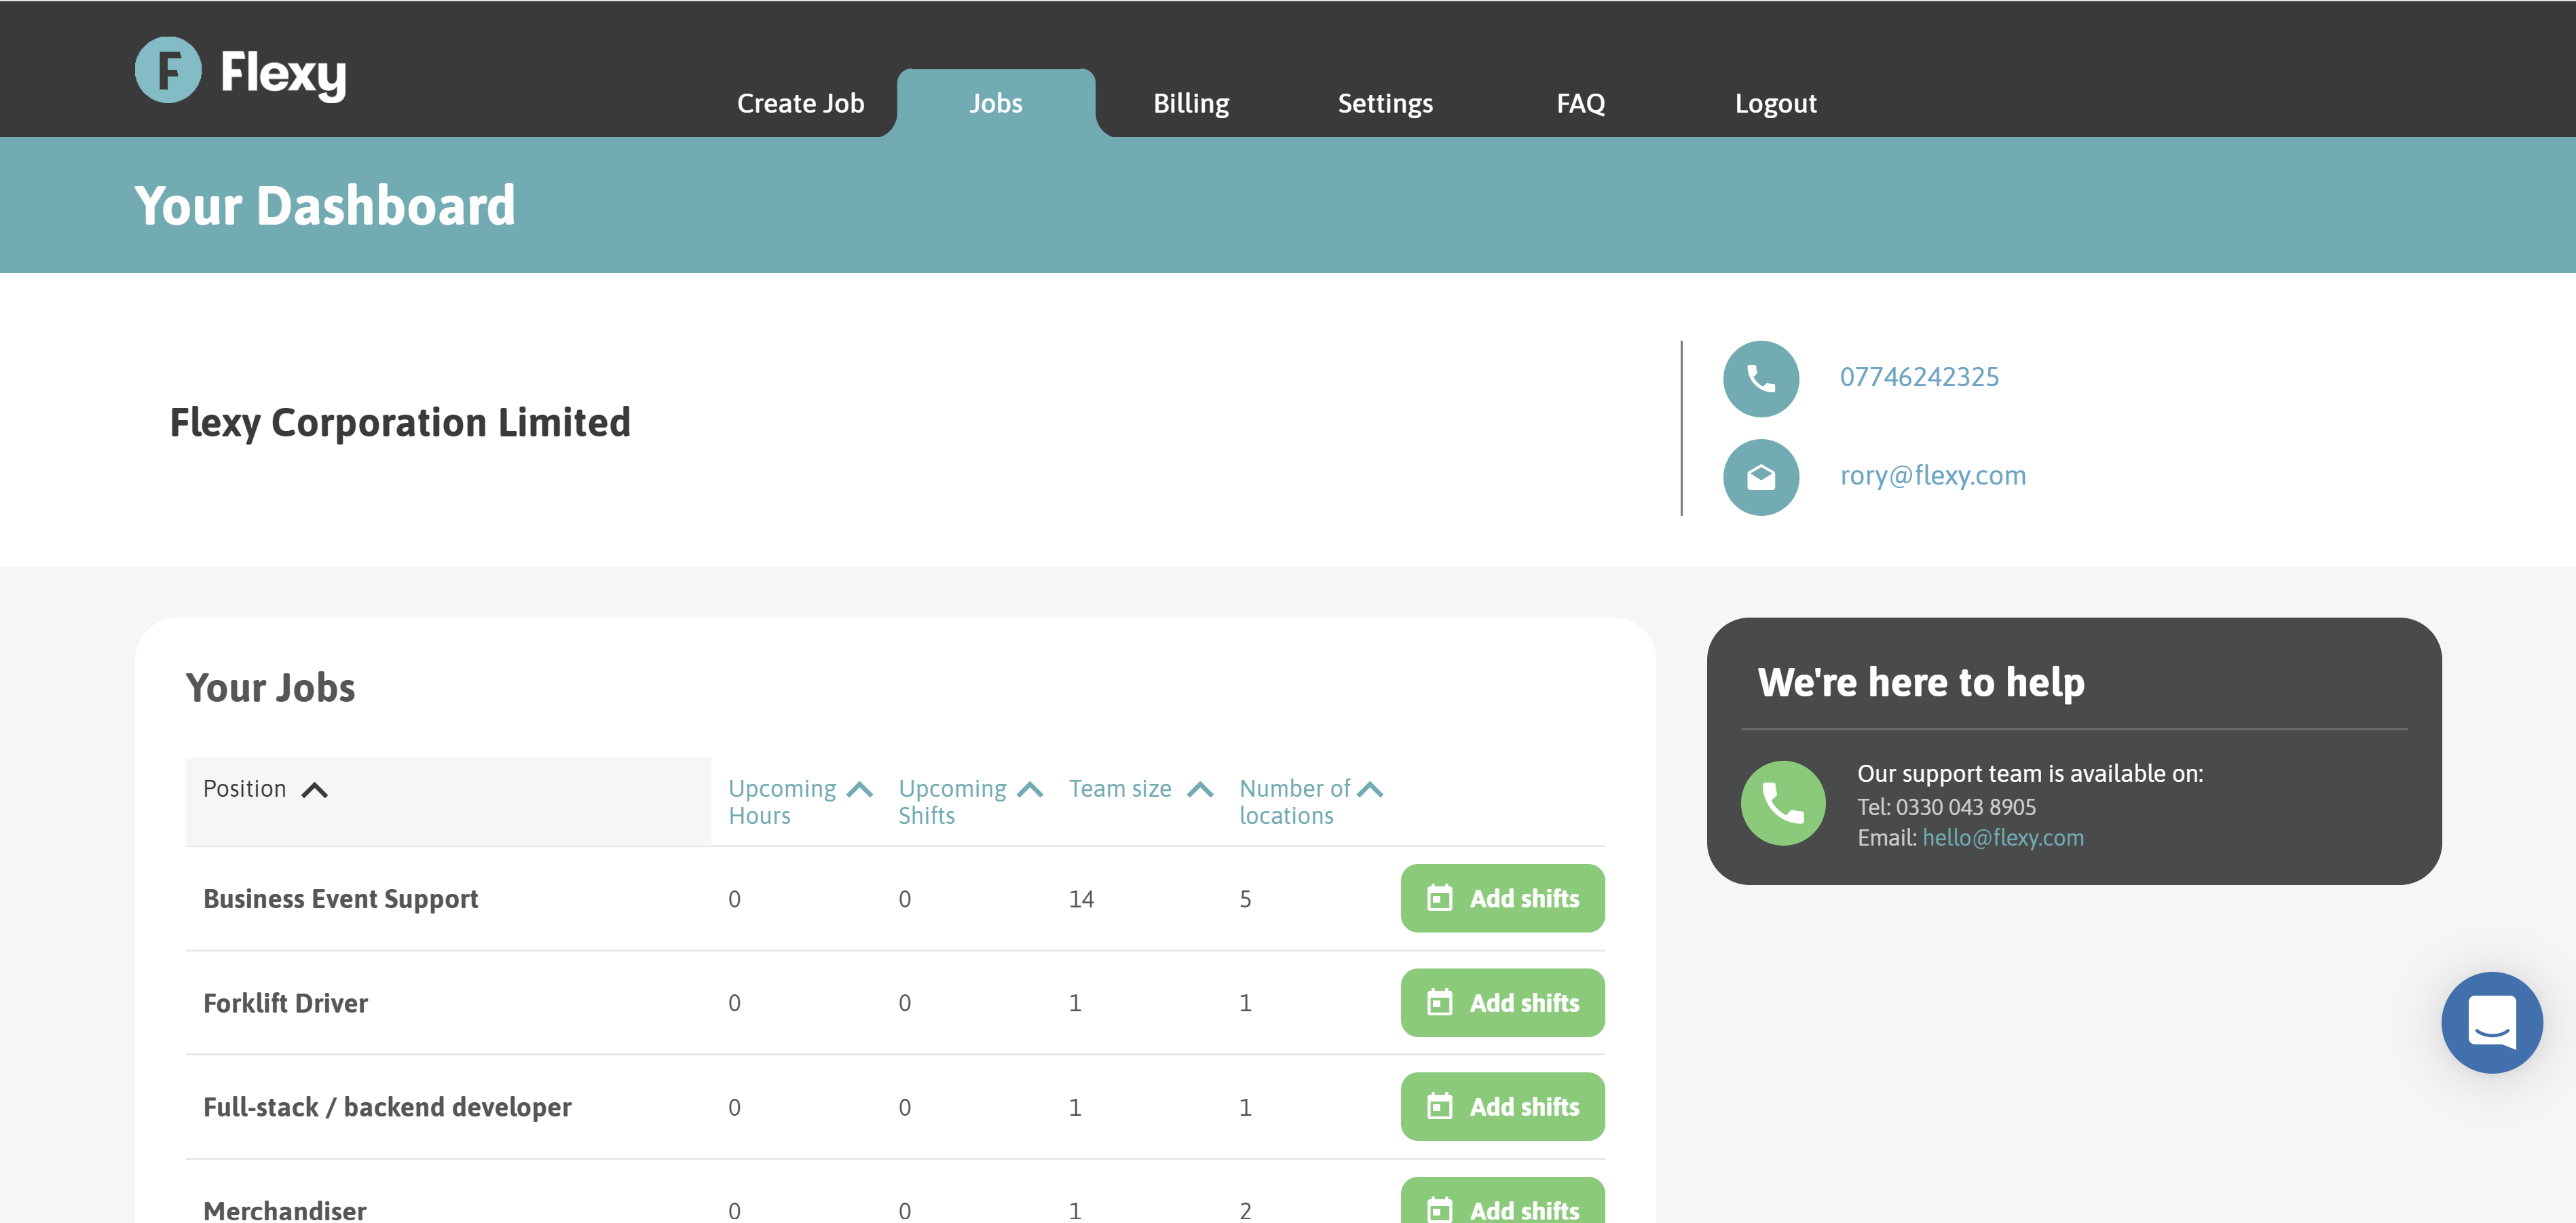 F Flexy
Create Job Jobs Billing Settings FAQ Logout
Your Dashboard
Flexy Corporation Limited
07746242325
rory@flexy.com
Your Jobs
Position Upcoming Hours Upcoming Shifts Team size Number of locations
Business Event Support 0 0 14 5 Add shifts
Forklift Driver 0 0 1 1 Add shifts
Full-stack / backend developer 0 0 1 1 Add shifts
Merchandiser 0 0 1 2 Add shifts
We're here to help
Our support team is available on:
Tel: 0330 043 8905
Email: hello@flexy.com